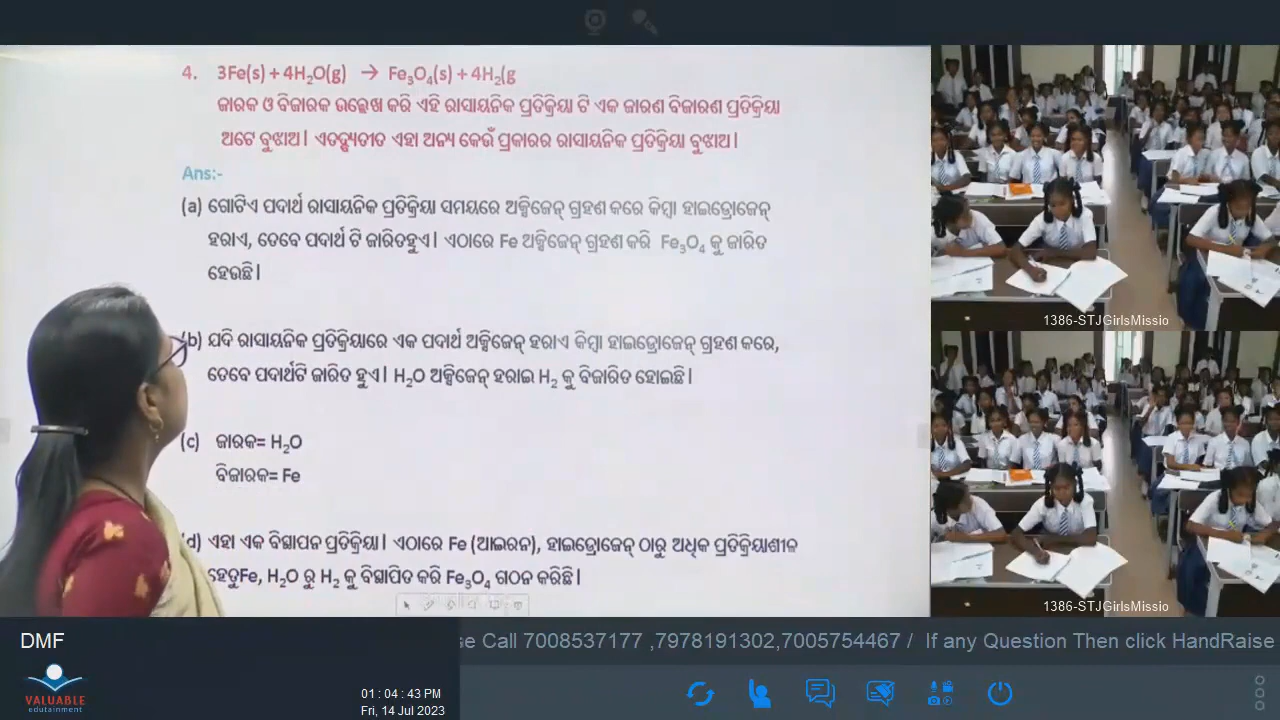 4. 3Fe(s) + 4H₂O(g) → Fe₃O₄(s) + 4H₂(g
ଜାରକ ଓ ବିଜାରକ ଉଲ୍ଲେଖ କରି ଏହି ରାସାୟନିକ ପ୍ରତିକ୍ରିୟା ଟି ଏକ ଜାରଣ ବିଜାରଣ ପ୍ରତିକ୍ରିୟା
ଅଟେ ବୁଝାଅ। ଏତଦ୍ବ୍ୟତୀତ ଏହା ଅନ୍ୟ କେଉଁ ପ୍ରକାରର ରାସାୟନିକ ପ୍ରତିକ୍ରିୟା ବୁଝାଅ।
Ans:-
(a) ଗୋଟିଏ ପଦାର୍ଥ ରାସାୟନିକ ପ୍ରତିକ୍ରିୟା ସମୟରେ ଅକ୍ସିଜେନ୍ ଗ୍ରହଣ କରେ କିମ୍ବା ହାଇଡ୍ରୋଜେନ୍
ହରାଏ, ତେବେ ପଦାର୍ଥ ଟି ଜାରିତହୁଏ। ଏଠାରେ Fe ଅକ୍ସିଜେନ୍ ଗ୍ରହଣ କରି Fe₃O₄ କୁ ଜାରିତ
ହେଉଛି।
b) ଯଦି ରାସାୟନିକ ପ୍ରତିକ୍ରିୟାରେ ଏକ ପଦାର୍ଥ ଅକ୍ସିଜେନ୍ ହରାଏ କିମ୍ବା ହାଇଡ୍ରୋଜେନ୍ ଗ୍ରହଣ କରେ,
ତେବେ ପଦାର୍ଥଟି ଜାରିତ ହୁଏ। H₂O ଅକ୍ସିଜେନ୍ ହରାଇ H₂ କୁ ବିଜାରିତ ହୋଇଛି।
(c) ଜାରକ= H₂O
ବିଜାରକ= Fe
d) ଏହା ଏକ ବିସ୍ଥାପନ ପ୍ରତିକ୍ରିୟା। ଏଠାରେ Fe (ଆଇରନ), ହାଇଡ୍ରୋଜେନ୍ ଠାରୁ ଅଧିକ ପ୍ରତିକ୍ରିୟାଶୀଳ
ହେତୁFe, H₂O ରୁ H₂ କୁ ବିସ୍ଥାପିତ କରି Fe₃O₄ ଗଠନ କରିଛି।
1386-STJGirlsMissio
1386-STJGirlsMissio
DMF
se Call 7008537177 ,7978191302,7005754467 / If any Question Then click HandRaise
VALUABLE
edutainment
01 : 04 : 43 PM
Fri, 14 Jul 2023